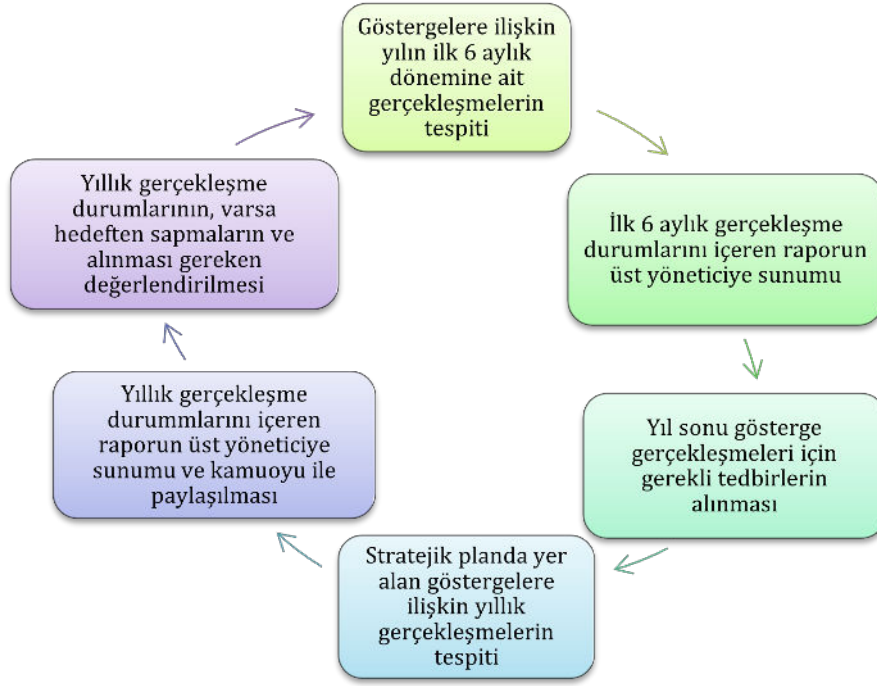 Göstergelere ilişkin
yılın ilk 6 aylık
dönemine ait
gerçekleşmelerin
tespiti
İlk 6 aylık gerçekleşme
durumlarını içeren raporun
üst yöneticiye sunumu
Yıl sonu gösterge
gerçekleşmeleri için
gerekli tedbirlerin
alınması
Stratejik planda yer
alan göstergelere
ilişkin yıllık
gerçekleşmelerin
tespiti
Yıllık gerçekleşme
durummlarını içeren
raporun üst yöneticiye
sunumu ve kamuoyu ile
paylaşılması
Yıllık gerçekleşme
durumlarının, varsa
hedeften sapmaların ve
alınması gereken
değerlendirilmesi